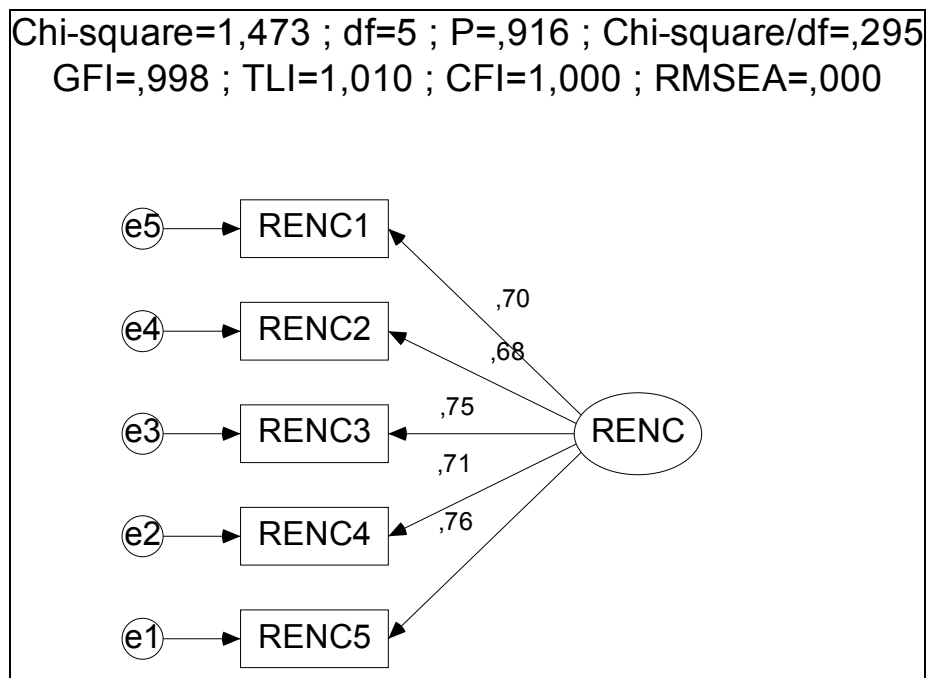 Chi-square=1,473 ; df=5 ; P=,916 ; Chi-square/df=,295
GFI=,998 ; TLI=1,010 ; CFI=1,000 ; RMSEA=,000
e5 RENC1
,70
e4 RENC2
,68
,75
e3 RENC3 RENC
,71
e2 RENC4
,76
e1 RENC5